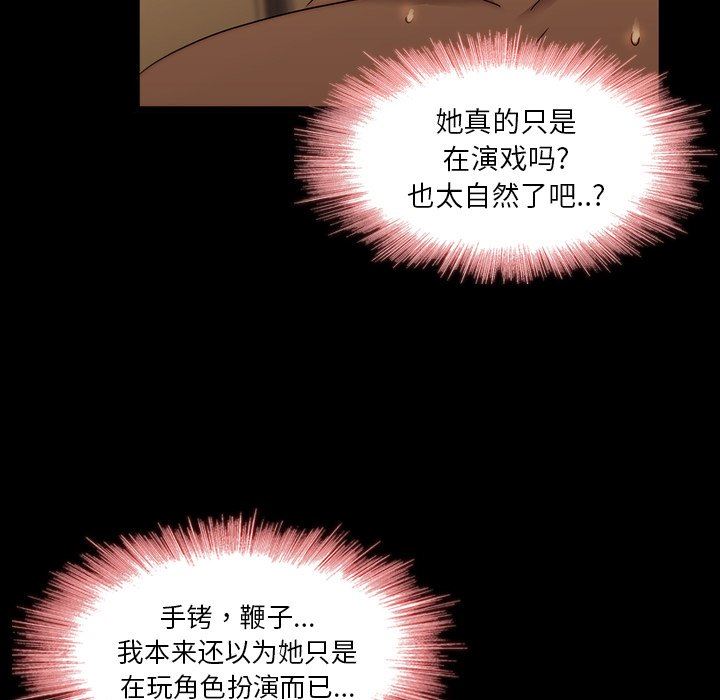 她真的只是
在演戏吗?
也太自然了吧..?
手铐，鞭子...
我本来还以为她只是
在玩角色扮演而已...